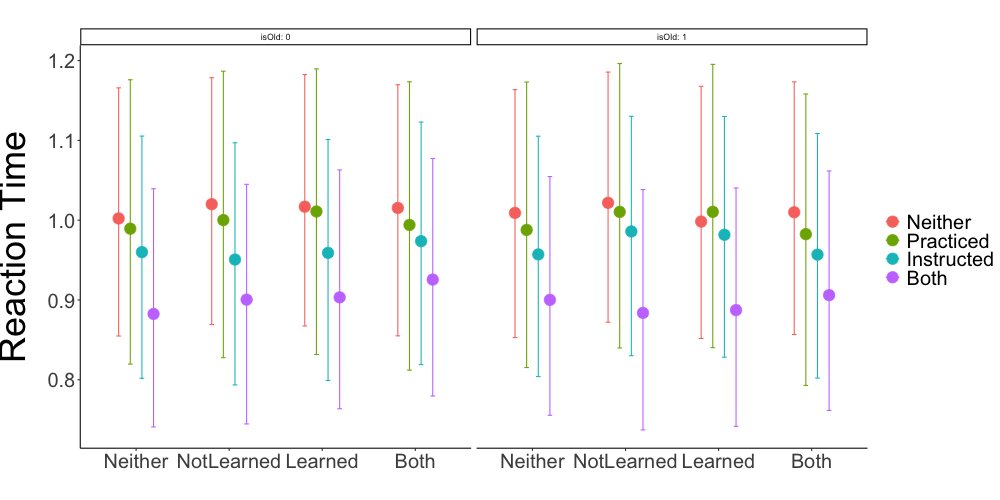 isOld: 0
isOld: 1
Reaction Time
1.2
1.1
1.0
0.9
0.8
Neither NotLearned Learned Both
Neither NotLearned Learned Both
Neither
Practiced
Instructed
Both